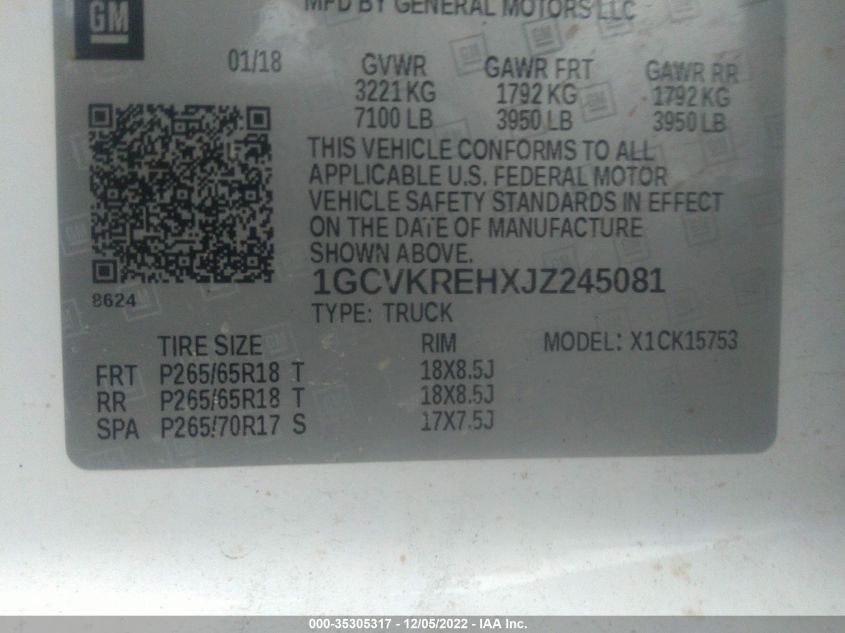 GM
MFD BY GENERAL MOTORS LLC
01/18 GVWR GAWR FRT GAWR RR
3221 KG 1792 KG 1792 KG
7100 LB 3950 LB 3950 LB
THIS VEHICLE CONFORMS TO ALL
APPLICABLE U.S. FEDERAL MOTOR
VEHICLE SAFETY STANDARDS IN EFFECT
ON THE DATE OF MANUFACTURE
SHOWN ABOVE.
1GCVKREHXJZ245081
8624
TYPE: TRUCK
TIRE SIZE RIM MODEL: X1CK15753
FRT P265/65R18 T 18X8.5J
RR P265/65R18 T 18X8.5J
SPA P265/70R17 S 17X7.5J
000-35305317 - 12/05/2022 - IAA Inc.